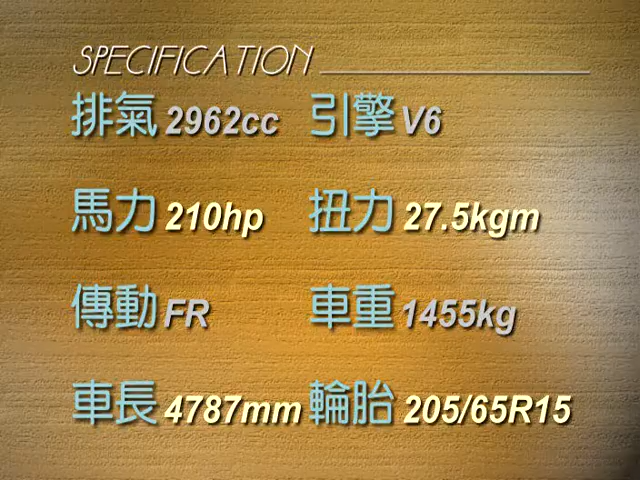 SPECIFICATION
排氣 2962cc 引擎 V6
馬力 210hp 扭力 27.5kgm
傳動 FR 車重 1455kg
車長 4787mm 輪胎 205/65R15